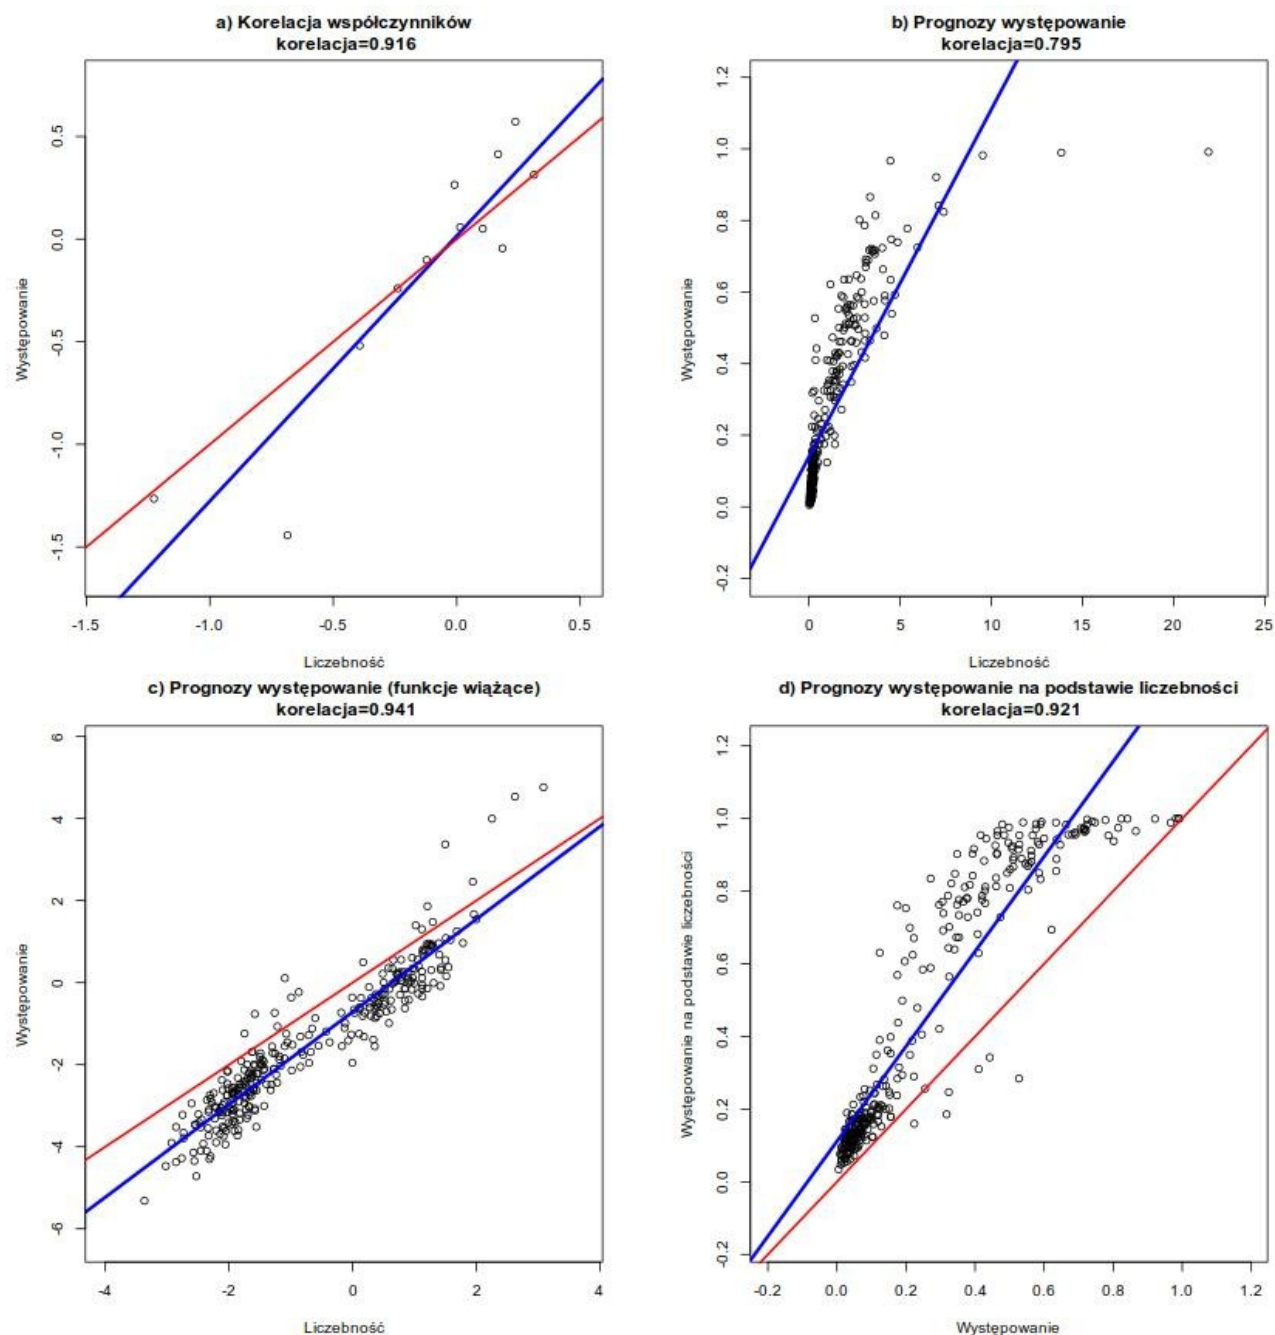 a) Korelacja współczynników
korelacja=0.916
0.5
0.0
-0.5
-1.0
-1.5
Występowanie
-1.5 -1.0 -0.5 0.0 0.5
Liczebność
b) Prognozy występowanie
korelacja=0.795
1.2
1.0
0.8
0.6
0.4
0.2
0.0
-0.2
Występowanie
0 5 10 15 20 25
Liczebność
c) Prognozy występowanie (funkcje wiążące)
korelacja=0.941
6
4
2
0
-2
-4
-6
Występowanie
-4 -2 0 2 4
Liczebność
d) Prognozy występowanie na podstawie liczebności
korelacja=0.921
1.2
1.0
0.8
0.6
0.4
0.2
0.0
-0.2
Występowanie na podstawie liczebności
-0.2 0.0 0.2 0.4 0.6 0.8 1.0 1.2
Występowanie